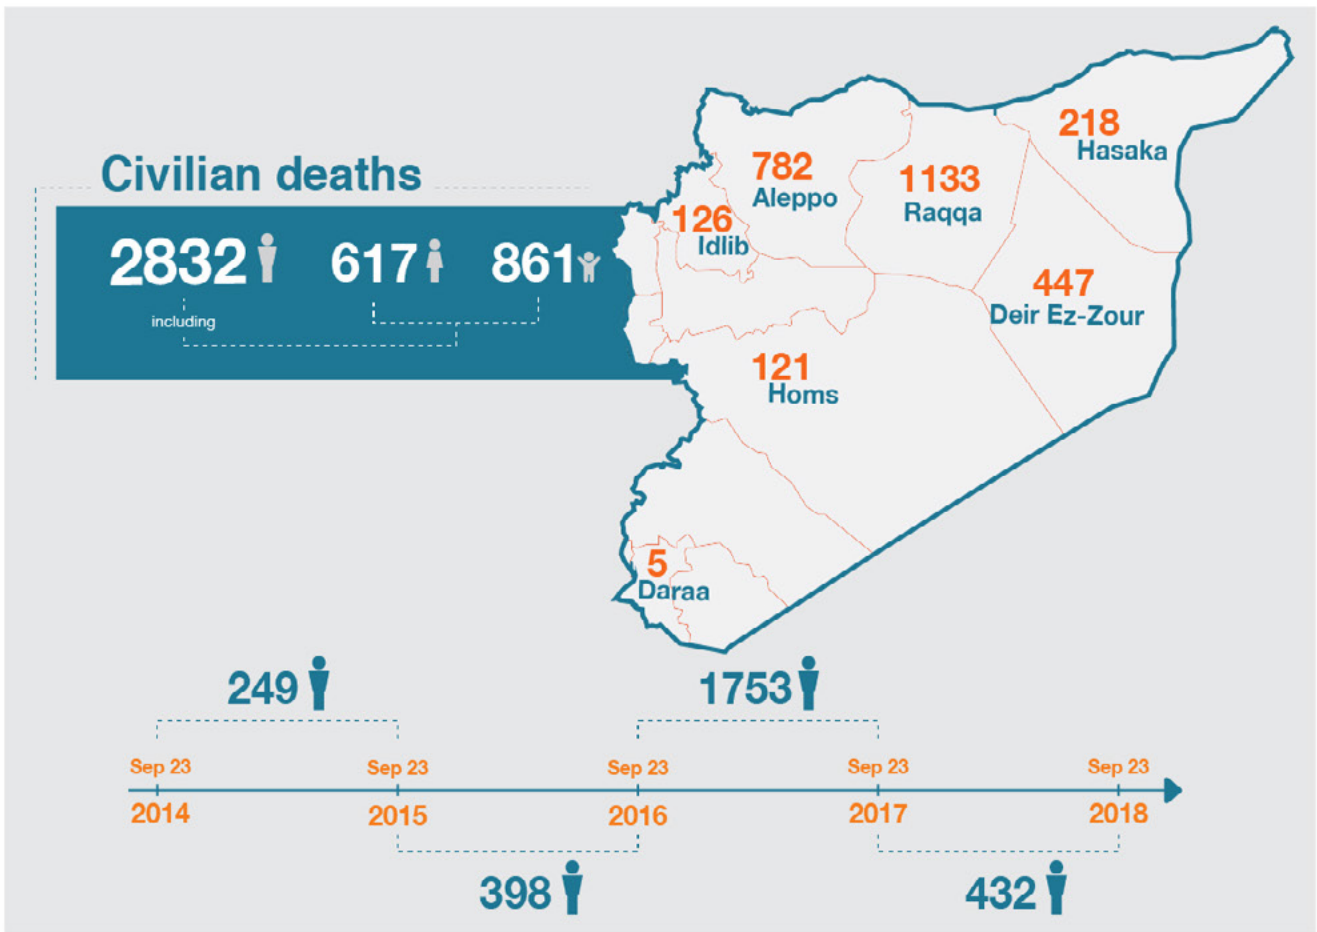 Civilian deaths
2832 617 861
including
218
Hasaka
782
Aleppo
1133
Raqqa
126
Idlib
447
Deir Ez-Zour
121
Homs
5
Daraa
249
1753
Sep 23 Sep 23 Sep 23 Sep 23 Sep 23
2014 2015 2016 2017 2018
398
432